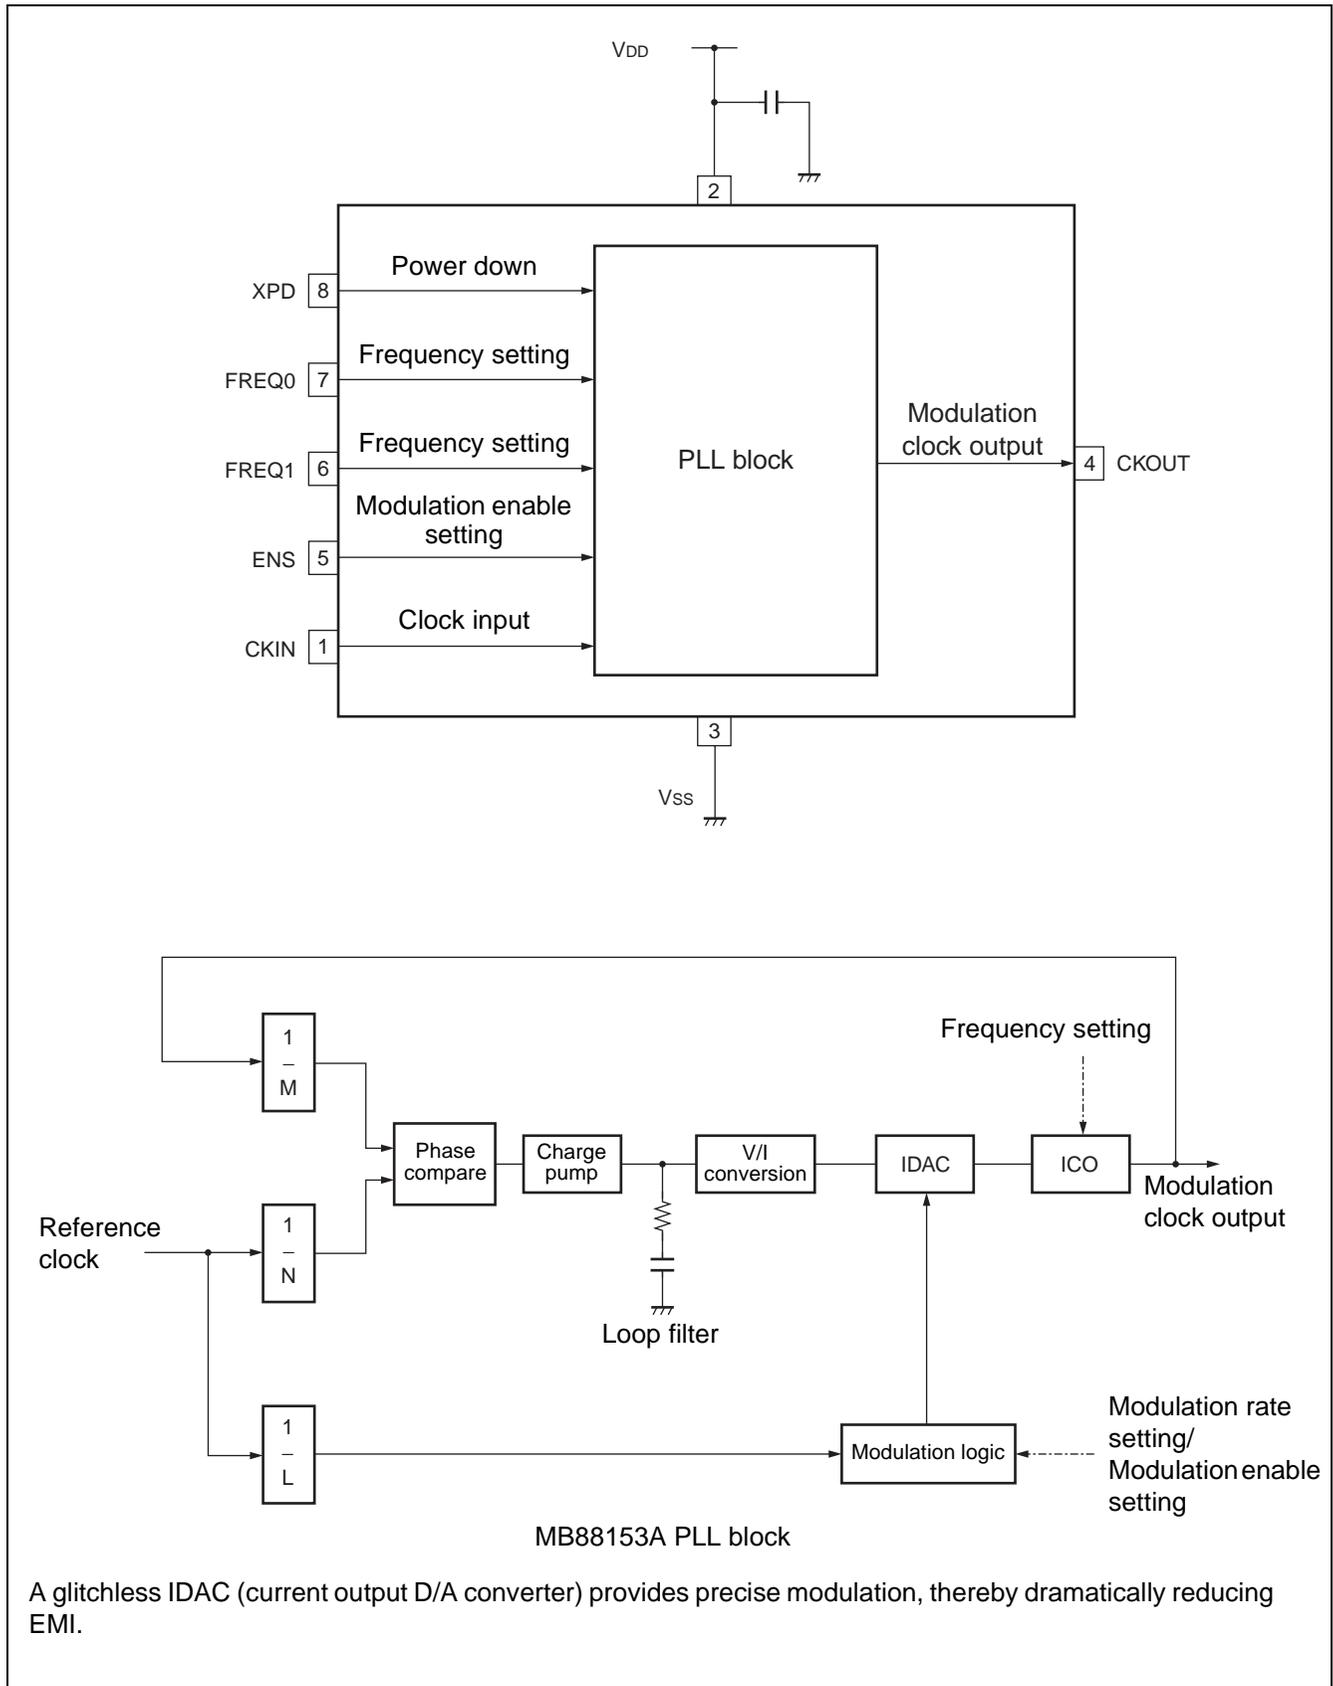 VDD
2
Power down
XPD 8
Frequency setting
FREQ0 7
Frequency setting
FREQ1 6
Modulation enable
setting
ENS 5
Clock input
CKIN 1
PLL block
Modulation
clock output
4 CKOUT
3
VSS
Frequency setting
1
–
M
Phase
compare
Charge
pump
V/I
conversion
IDAC
ICO
Modulation
clock output
Reference
clock
1
–
N
Loop filter
1
–
L
Modulation logic
Modulation rate
setting/
Modulation enable
setting
MB88153A PLL block
A glitchless IDAC (current output D/A converter) provides precise modulation, thereby dramatically reducing
EMI.